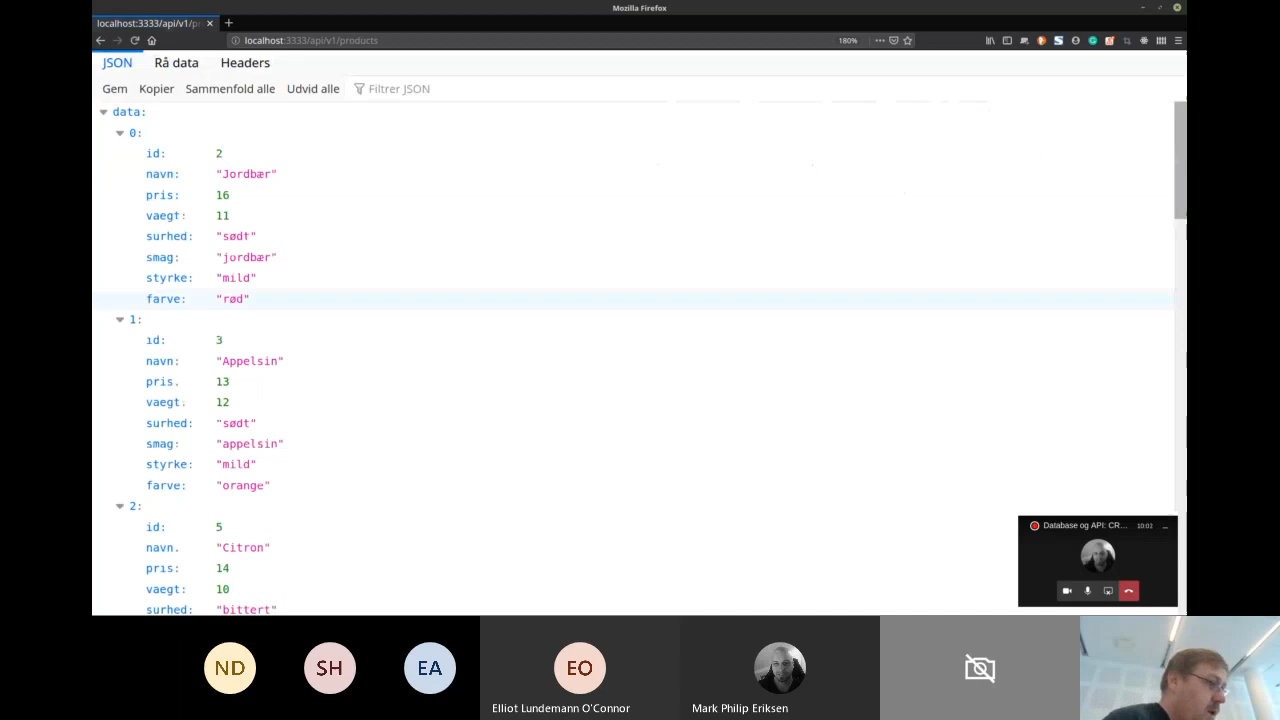 Mozilla Firefox
localhost:3333/api/v1/pr
localhost:3333/api/v1/products
180%
JSON
Rå data
Headers
Gem
Kopier
Sammenfold alle
Udvid alle
Filtrer JSON
data:
0:
id: 2
navn: "Jordbær"
pris: 16
vaegt: 11
surhed: "sødt"
smag: "jordbær"
styrke: "mild"
farve: "rød"
1:
id: 3
navn: "Appelsin"
pris: 13
vaegt: 12
surhed: "sødt"
smag: "appelsin"
styrke: "mild"
farve: "orange"
2:
id: 5
navn: "Citron"
pris: 14
vaegt: 10
surhed: "bittert"
Database og API: CR...
10:02
ND
SH
EA
EO
Elliot Lundemann O'Connor
Mark Philip Eriksen